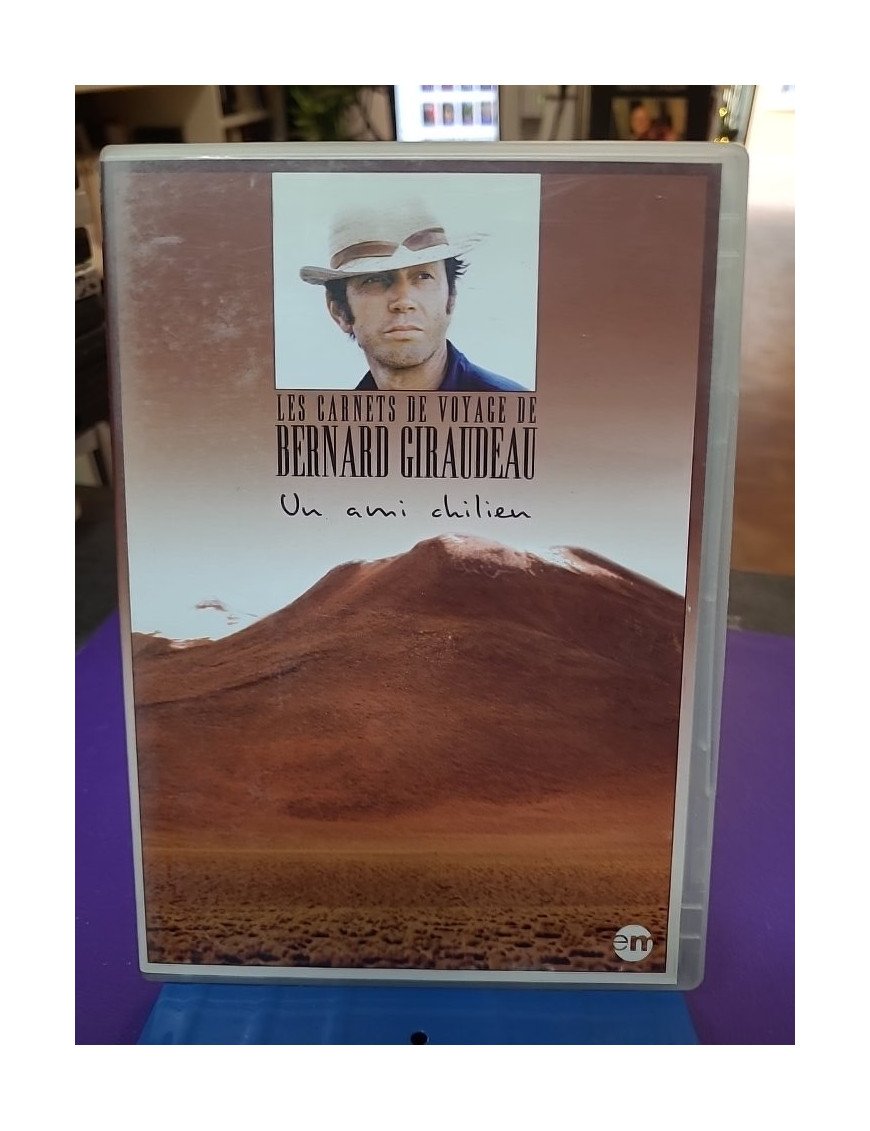 LES CARNETS DE VOYAGE DE
BERNARD GIRAUDEAU
Un ami chilien
em